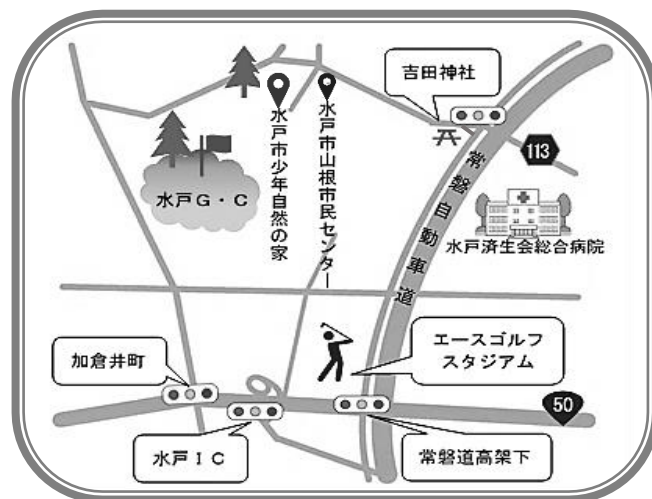 吉田神社
113
水戸市少年自然の家
水戸市山根市民センター
常磐自動車道
水戸G・C
水戸済生会総合病院
エースゴルフ
スタジアム
加倉井町
50
水戸IC
常磐道高架下